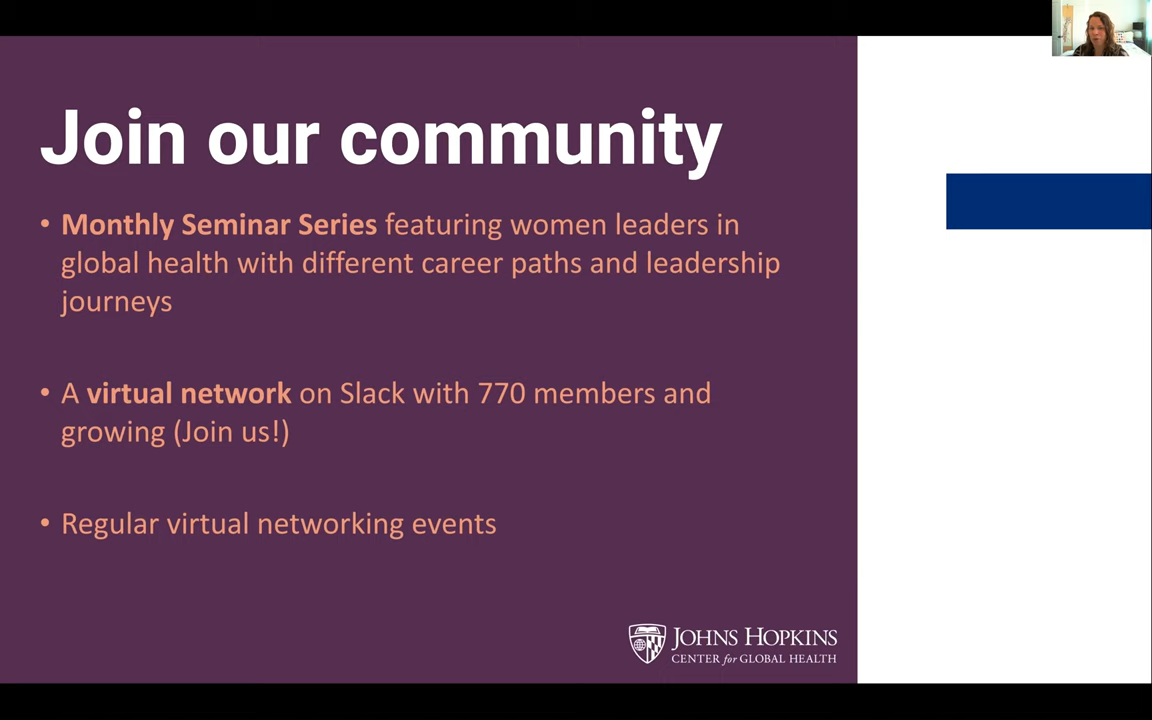 Join our community
• Monthly Seminar Series featuring women leaders in
global health with different career paths and leadership
journeys
• A virtual network on Slack with 770 members and
growing (Join us!)
• Regular virtual networking events
JOHNS HOPKINS
CENTER for GLOBAL HEALTH